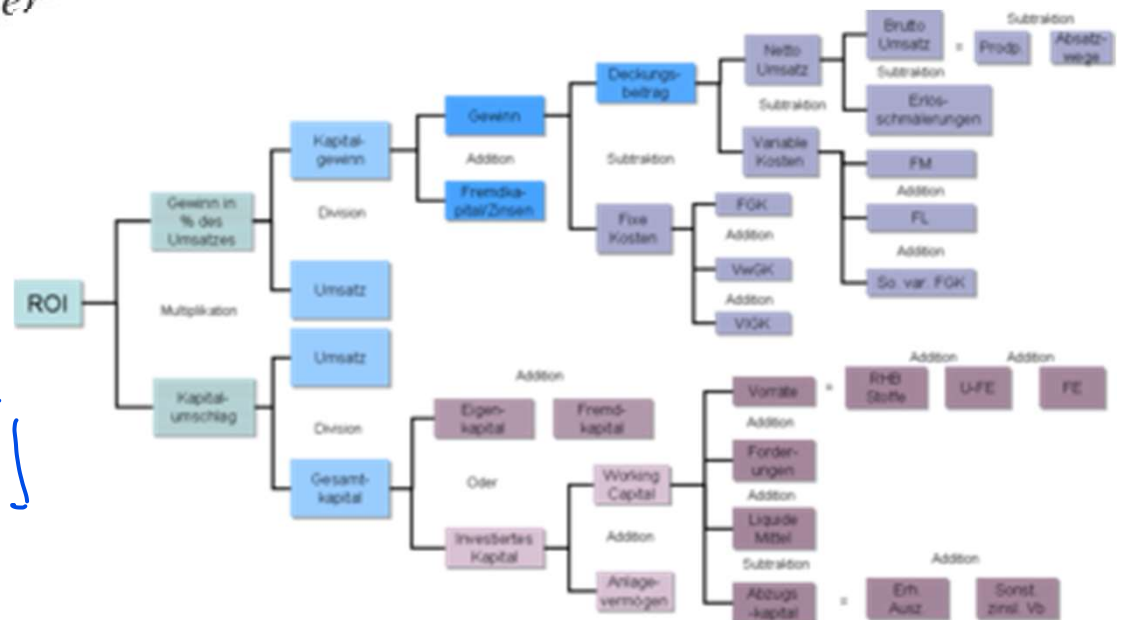 er
Brutto
Umsatz
=
Subtraktion
Prodp.
Absatz-
wege
Netto
Umsatz
Subtraktion
Deckungs-
beitrag
Subtraktion
Erlös-
schmälerungen
Kapital-
gewinn
Gewinn
Addition
Subtraktion
Variable
Kosten
FM
Addition
Fremdka-
pital/Zinsen
Gewinn in
% des
Umsatzes
Division
Fixe
Kosten
FGK
Addition
FL
Addition
VwGK
So. var. FGK
Umsatz
Addition
VtGK
ROI
Multiplikation
Umsatz
Kapital-
umschlag
Division
Addition
Eigen-
kapital
Fremd-
kapital
Vorräte
=
Addition
Addition
RHB
Stoffe
U-FE
FE
Addition
Gesamt-
kapital
Oder
Working
Capital
Forder-
ungen
Addition
Investiertes
Kapital
Addition
Liquide
Mittel
Subtraktion
Anlage-
vermögen
Abzugs
-kapital
=
Addition
Erh.
Ausz.
Sonst.
zinsl. Vb